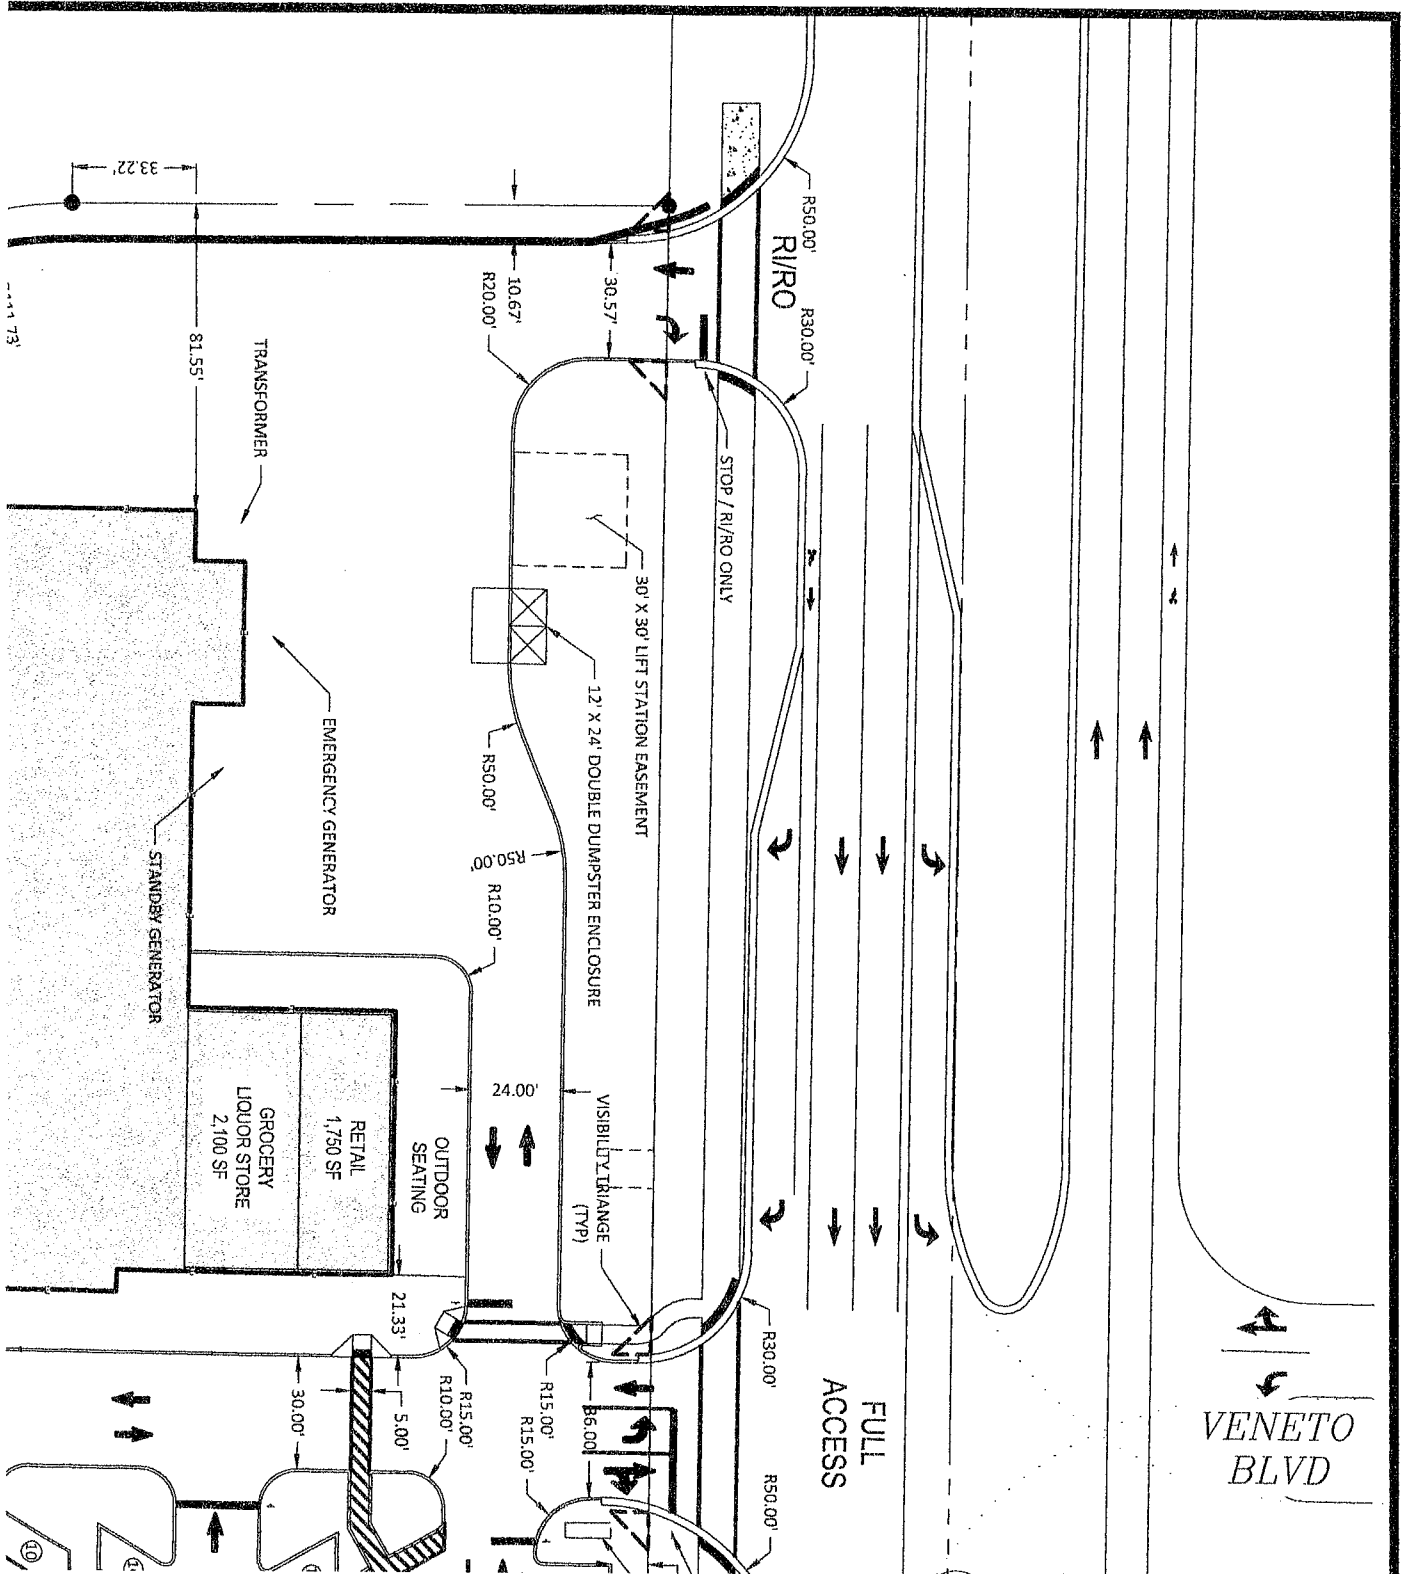 33.22'
81.55'
10.67'
R20.00'
30.57'
R50.00'
RI/RO
R30.00'
TRANSFORMER
STOP / RI/RO ONLY
30' X 30' LIFT STATION EASEMENT
12' X 24' DOUBLE DUMPSTER ENCLOSURE
EMERGENCY GENERATOR
STANDBY GENERATOR
R50.00'
R50.00'
R10.00'
24.00'
VISIBILITY TRIANGE
(TYP)
OUTDOOR
SEATING
RETAIL
1,750 SF
GROCERY
LIQUOR STORE
2,100 SF
21.33'
30.00'
5.00'
R15.00'
R10.00'
R15.00'
R15.00'
36.00'
R30.00'
R50.00'
FULL
ACCESS
VENETO
BLVD
10